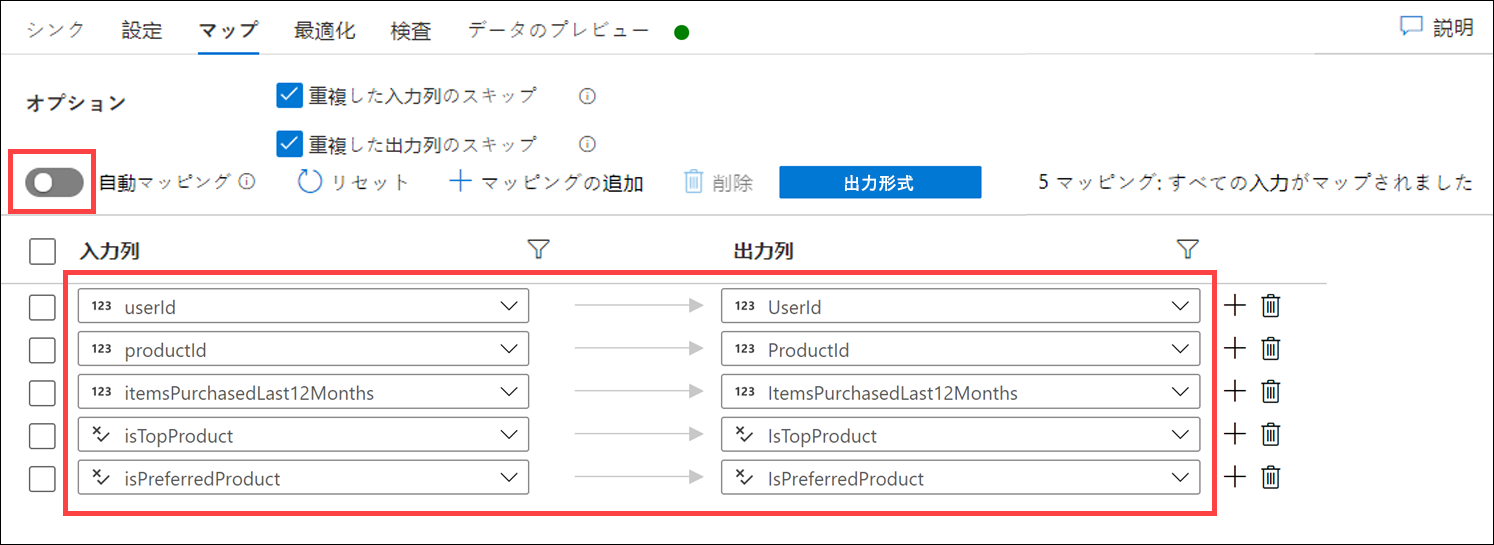 シンク 設定 マップ 最適化 検査 データのプレビュー 説明
オプション
重複した入力列のスキップ
重複した出力列のスキップ
自動マッピング リセット マッピングの追加 削除 出力形式 5 マッピング: すべての入力がマップされました
入力列 出力列
123 userId 123 UserId
123 productId 123 ProductId
123 itemsPurchasedLast12Months 123 ItemsPurchasedLast12Months
isTopProduct IsTopProduct
isPreferredProduct IsPreferredProduct